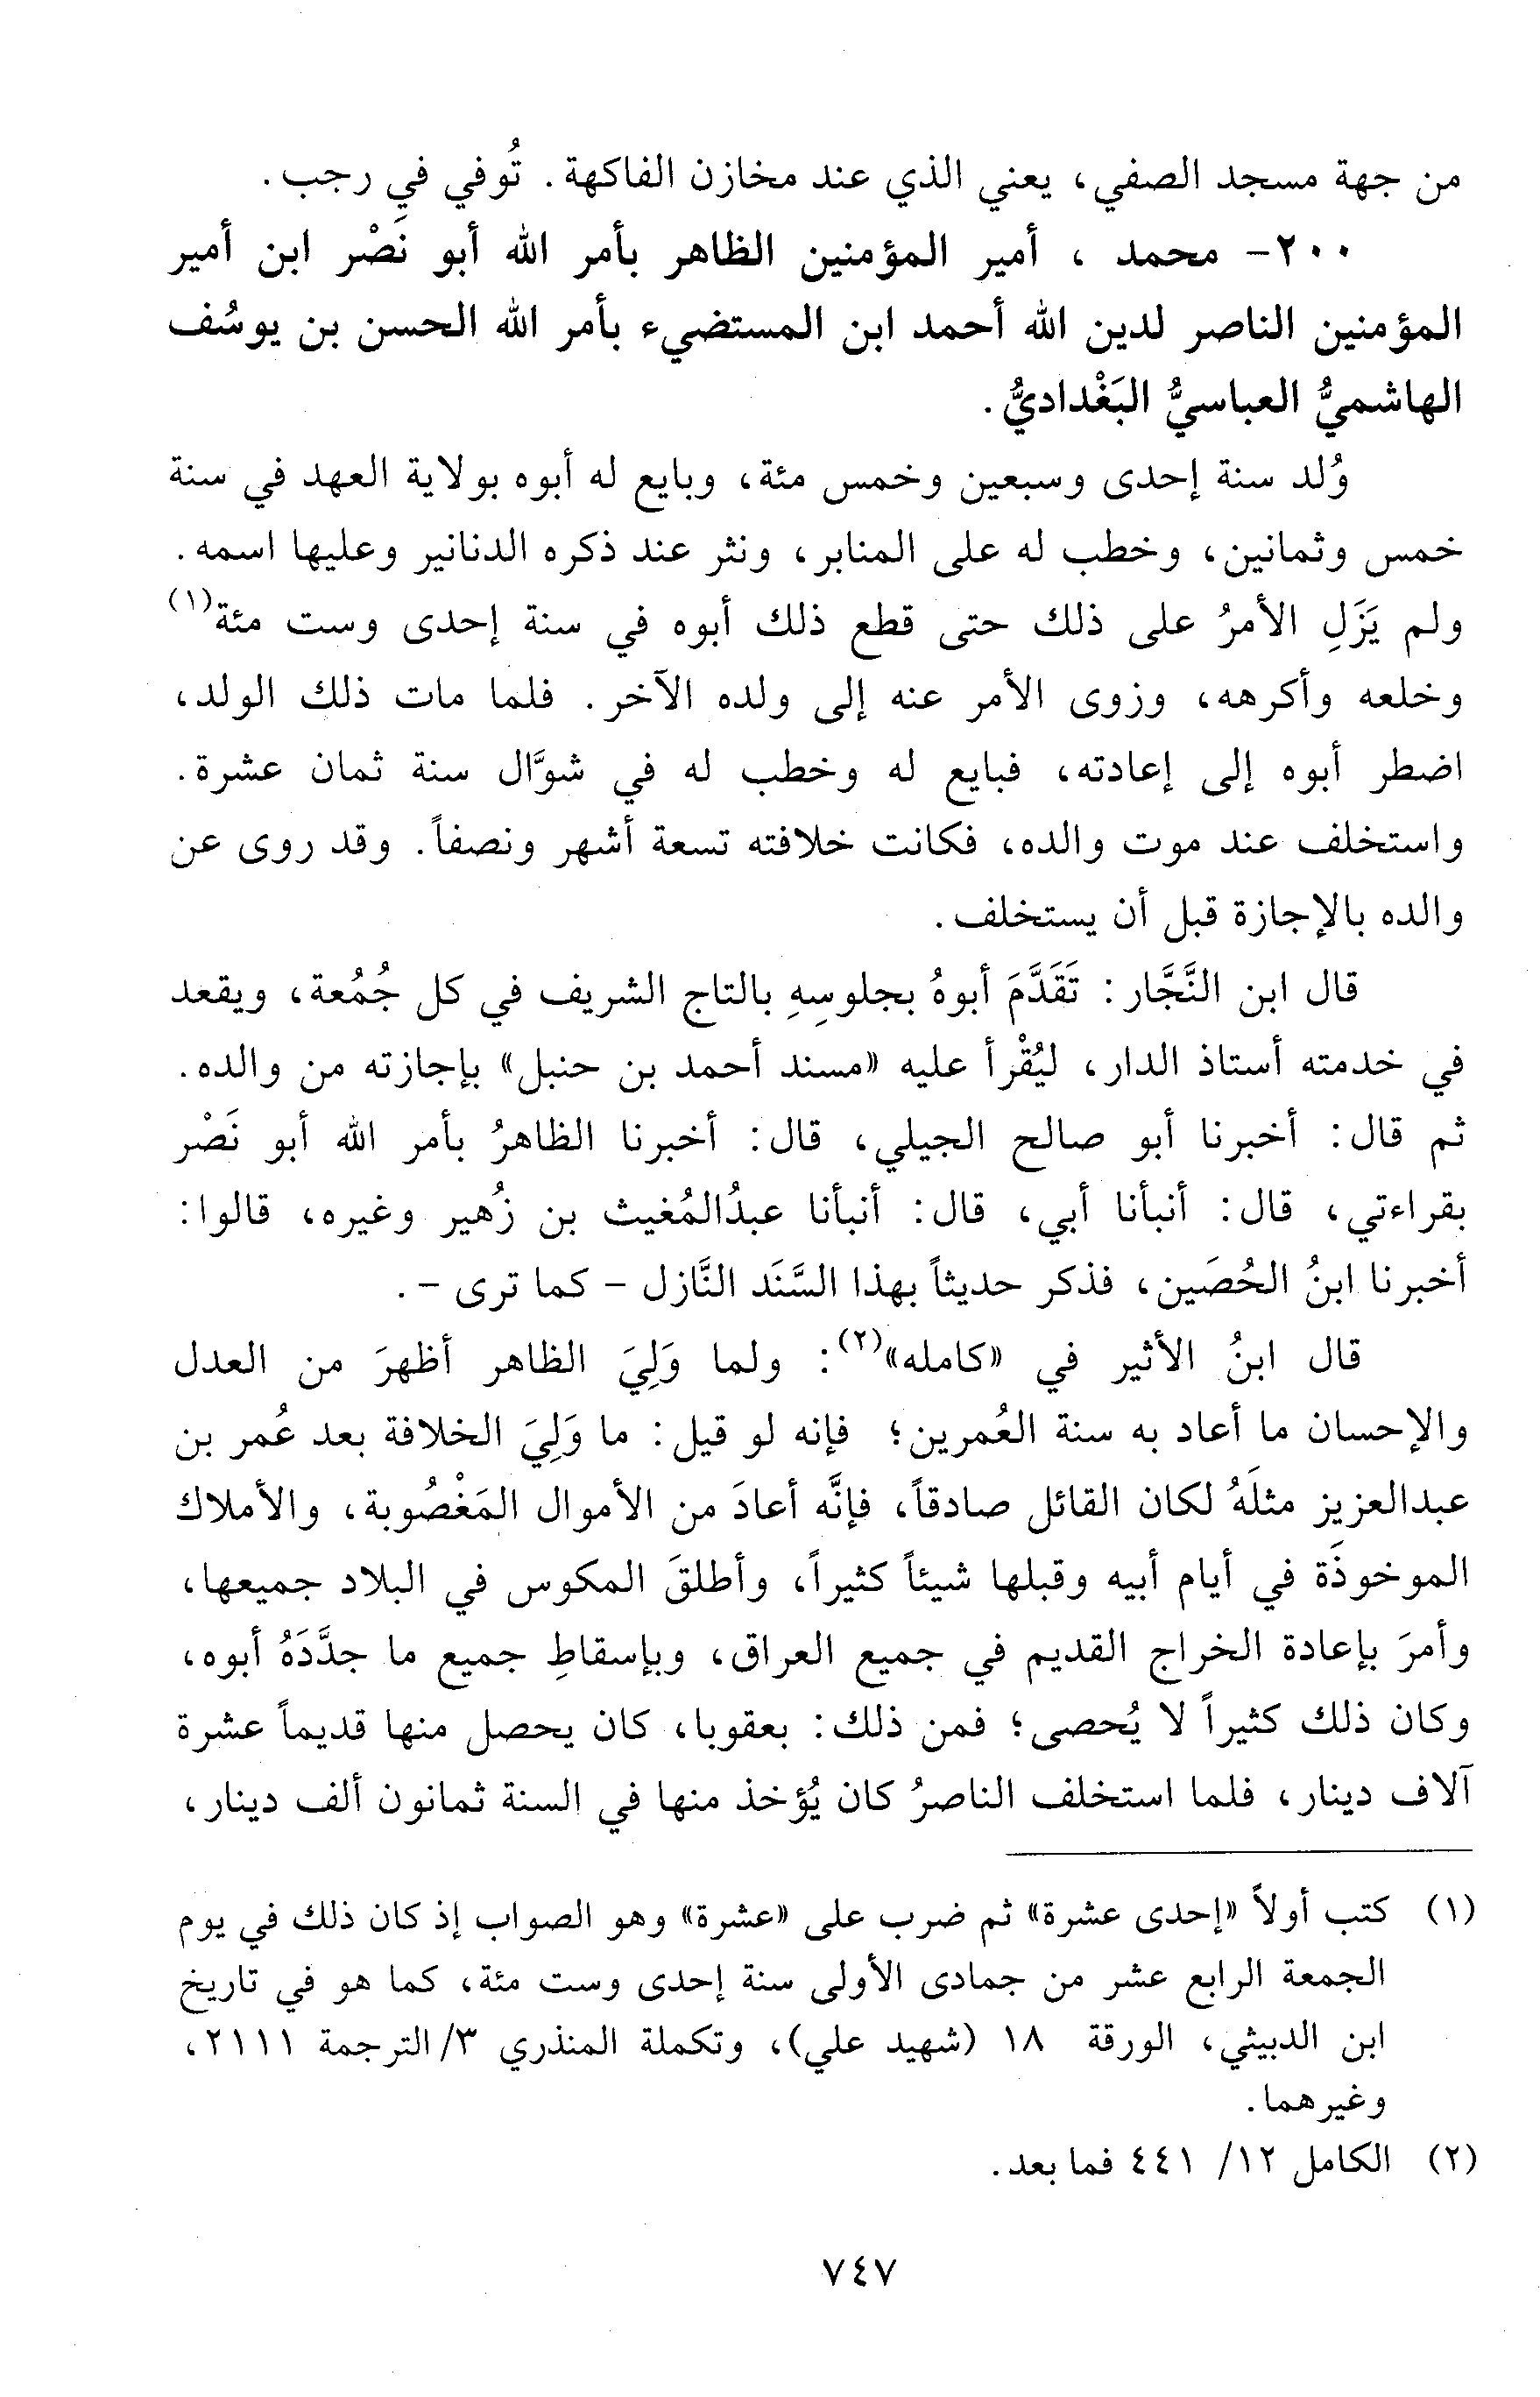 من جهة مسجد الصفي، يعني الذي عند مخازن الفاكهة. تُوفي في رجب.
٢٠٠- محمد ، أمير المؤمنين الظاهر بأمر الله أبو نَصْر ابن أمير
المؤمنين الناصر لدين الله أحمد ابن المستضيء بأمر الله الحسن بن يوسُف
الهاشميُّ العباسيُّ البَغْداديُّ.
وُلد سنة إحدى وسبعين وخمس مئة، وبايع له أبوه بولاية العهد في سنة
خمس وثمانين، وخطب له على المنابر، ونثر عند ذكره الدنانير وعليها اسمه.
ولم يَزَلِ الأمرُ على ذلك حتى قطع ذلك أبوه في سنة إحدى وست مئة(١)
وخلعه وأكرهه، وزوى الأمر عنه إلى ولده الآخر. فلما مات ذلك الولد،
اضطر أبوه إلى إعادته، فبايع له وخطب له في شوَّال سنة ثمان عشرة.
واستخلف عند موت والده، فكانت خلافته تسعة أشهر ونصفاً. وقد روى عن
والده بالإجازة قبل أن يستخلف.
قال ابن النَّجَّار: تَقَدَّمَ أبوهُ بجلوسِهِ بالتاج الشريف في كل جُمُعة، ويقعد
في خدمته أستاذ الدار، ليُقْرأ عليه «مسند أحمد بن حنبل» بإجازته من والده.
ثم قال: أخبرنا أبو صالح الجيلي، قال: أخبرنا الظاهرُ بأمر الله أبو نَصْر
بقراءتي، قال: أنبأنا أبي، قال: أنبأنا عبدُالمُغيث بن زُهير وغيره، قالوا:
أخبرنا ابنُ الحُصَين، فذكر حديثاً بهذا السَّنَد النَّازل - كما ترى -.
قال ابنُ الأثير في «كامله»(٢): ولما وَلِيَ الظاهر أظهرَ من العدل
والإحسان ما أعاد به سنة العُمرين؛ فإنه لو قيل: ما وَلِيَ الخلافة بعد عُمر بن
عبدالعزيز مثلَهُ لكان القائل صادقاً، فإنَّه أعادَ من الأموال المَغْصُوبة، والأملاك
الموخوذَة في أيام أبيه وقبلها شيئاً كثيراً، وأطلقَ المكوس في البلاد جميعها،
وأمرَ بإعادة الخراج القديم في جميع العراق، وبإسقاطِ جميع ما جدَّدَهُ أبوه،
وكان ذلك كثيراً لا يُحصى؛ فمن ذلك: بعقوبا، كان يحصل منها قديماً عشرة
آلاف دينار، فلما استخلف الناصرُ كان يُؤخذ منها في السنة ثمانون ألف دينار،
(١) كتب أولاً «إحدى عشرة» ثم ضرب على «عشرة» وهو الصواب إذ كان ذلك في يوم
الجمعة الرابع عشر من جمادى الأولى سنة إحدى وست مئة، كما هو في تاريخ
ابن الدبيثي، الورقة ١٨ (شهيد علي)، وتكملة المنذري ٣/ الترجمة ٢١١١،
وغيرهما.
(٢) الكامل ١٢/ ٤٤١ فما بعد.
٧٤٧